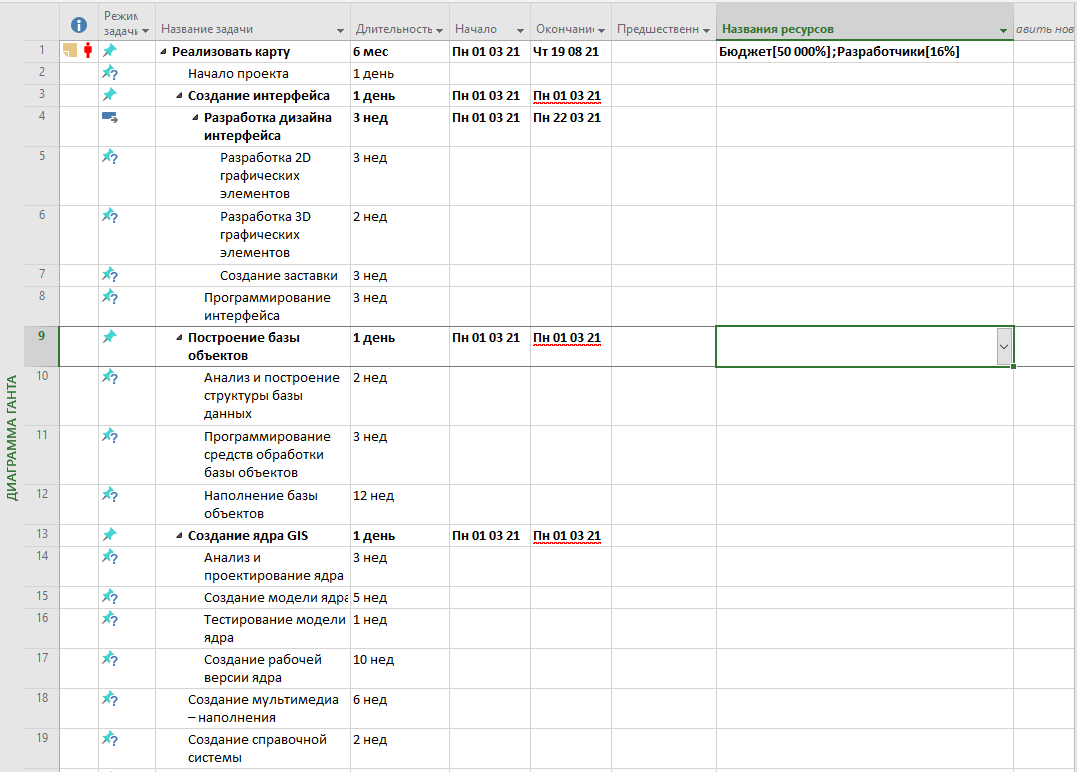 Режим задачи
Название задачи
Длительность
Начало
Окончани
Предшественн
Названия ресурсов
авить нов
1 Реализовать карту 6 мес Пн 01 03 21 Чт 19 08 21 Бюджет[50 000%];Разработчики[16%]
2 Начало проекта 1 день
3 Создание интерфейса 1 день Пн 01 03 21 Пн 01 03 21
4 Разработка дизайна 3 нед Пн 01 03 21 Пн 22 03 21
интерфейса
5 Разработка 2D 3 нед
графических
элементов
6 Разработка 3D 2 нед
графических
элементов
7 Создание заставки 3 нед
8 Программирование 3 нед
интерфейса
9 Построение базы 1 день Пн 01 03 21 Пн 01 03 21
объектов
10 Анализ и построение 2 нед
структуры базы
данных
11 Программирование 3 нед
средств обработки
базы объектов
12 Наполнение базы 12 нед
объектов
13 Создание ядра GIS 1 день Пн 01 03 21 Пн 01 03 21
14 Анализ и 3 нед
проектирование ядра
15 Создание модели ядра 5 нед
16 Тестирование модели 1 нед
ядра
17 Создание рабочей 10 нед
версии ядра
18 Создание мультимедиа 6 нед
– наполнения
19 Создание справочной 2 нед
системы
ДИАГРАММА ГАНТА